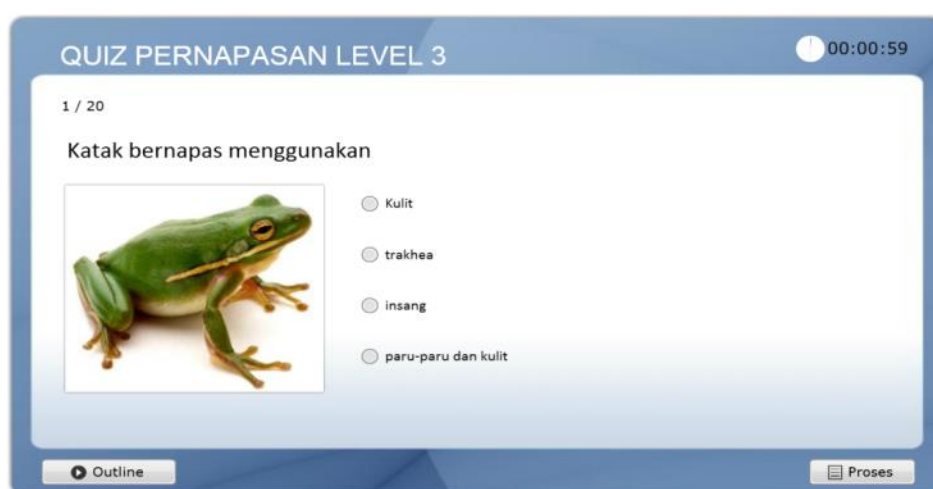 QUIZ PERNAPASAN LEVEL 3
00:00:59
1 / 20
Katak bernapas menggunakan
Kulit
trakhea
insang
paru-paru dan kulit
Outline
Proses